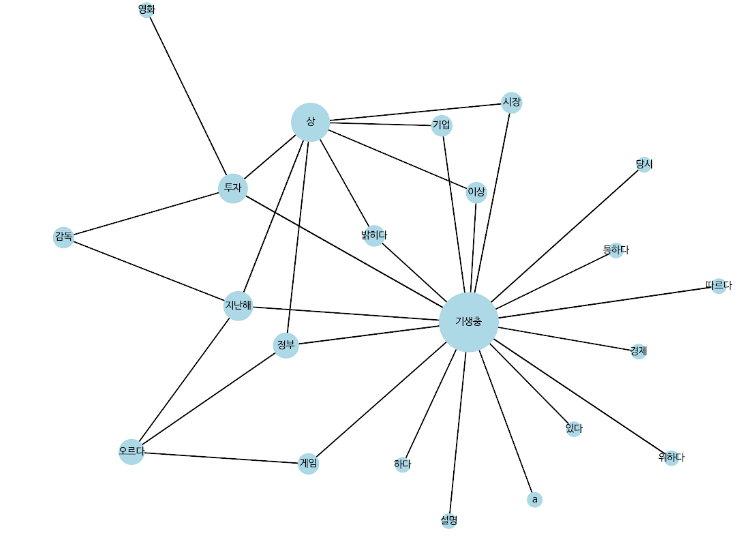 영화
시장
상
기업
당시
투자
이상
밝히다
감독
통하다
따르다
지난해
기생충
정부
경제
있다
오르다
위하다
게임
하다
a
설명